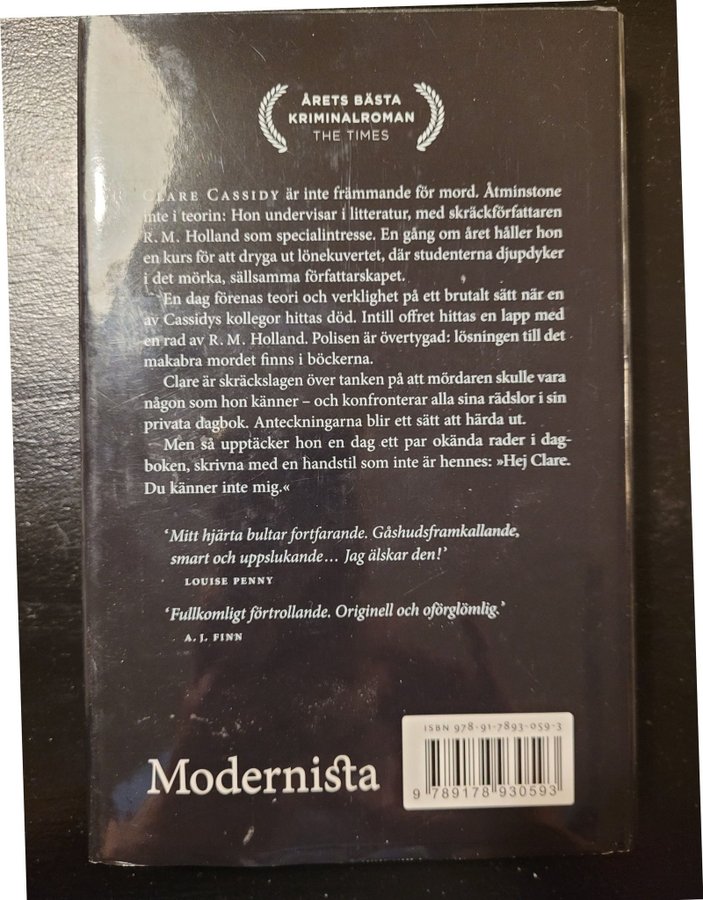 ÅRETS BÄSTA
KRIMINALROMAN
THE TIMES
CLARE CASSIDY är inte främmande för mord. Åtminstone
inte i teorin: Hon undervisar i litteratur, med skräckförfattaren
R. M. Holland som specialintresse. En gång om året håller hon
en kurs för att dryga ut lönekuvertet, där studenterna djupdyker
i det mörka, sällsamma författarskapet.
En dag förenas teori och verklighet på ett brutalt sätt när en
av Cassidys kollegor hittas död. Intill offret hittas en lapp med
en rad av R. M. Holland. Polisen är övertygad: lösningen till det
makabra mordet finns i böckerna.
Clare är skräckslagen över tanken på att mördaren skulle vara
någon som hon känner – och konfronterar alla sina rädslor i sin
privata dagbok. Anteckningarna blir ett sätt att härda ut.
Men så upptäcker hon en dag ett par okända rader i dag-
boken, skrivna med en handstil som inte är hennes: »Hej Clare.
Du känner inte mig.«
‘Mitt hjärta bultar fortfarande. Gåshudsframkallande,
smart och uppslukande… Jag älskar den!’
LOUISE PENNY
‘Fullkomligt förtrollande. Originell och oförglömlig.’
A. J. FINN
Modernista
ISBN 978-91-7893-059-3
9 789178 930593